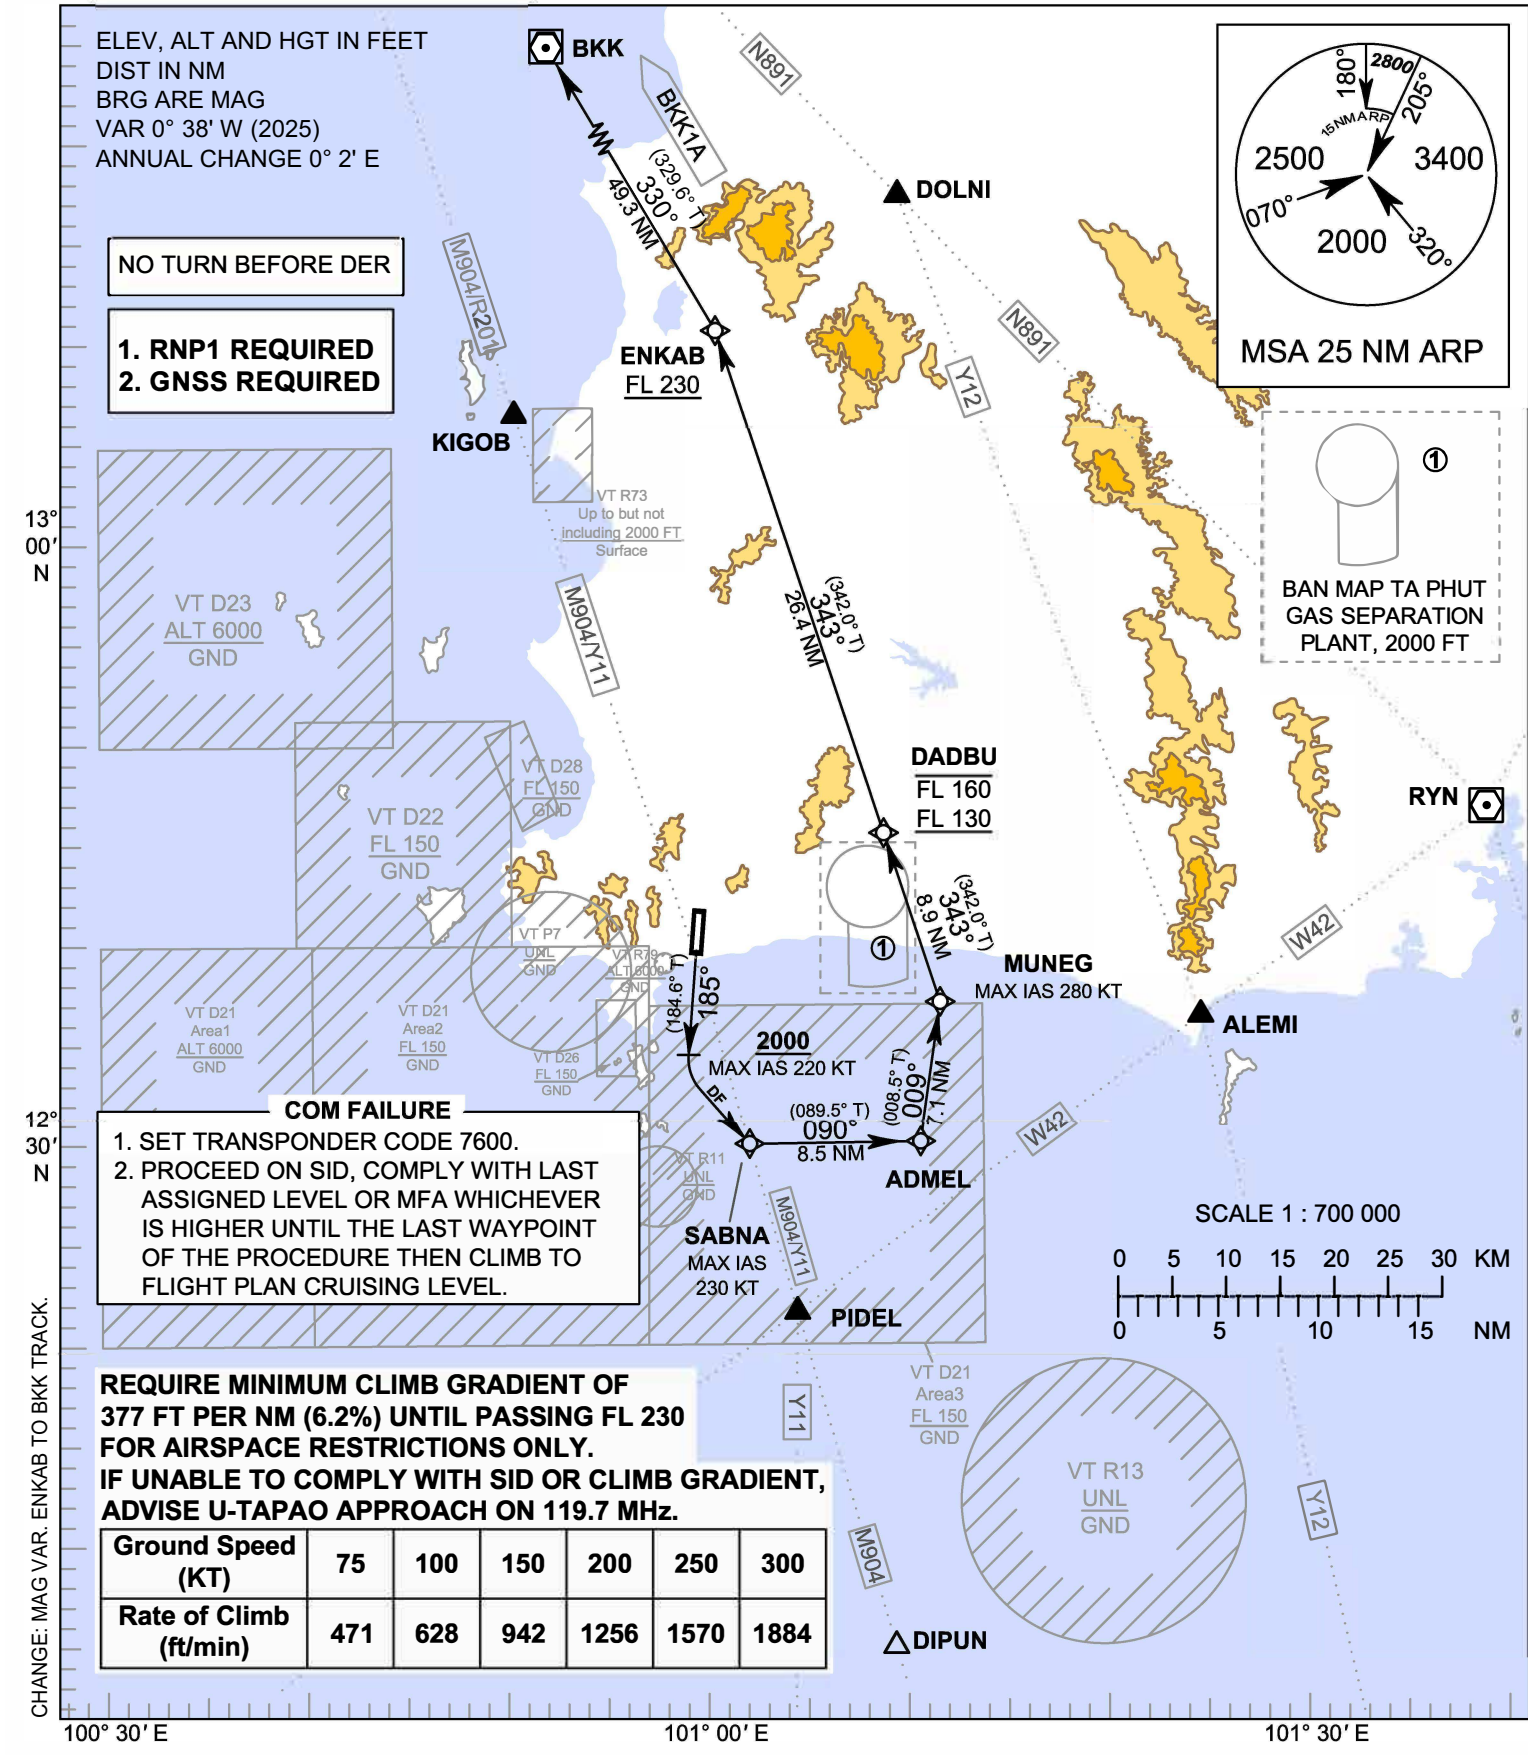 ELEV, ALT AND HGT IN FEET
DIST IN NM
BRG ARE MAG
VAR 0° 38' W (2025)
ANNUAL CHANGE 0° 2' E
NO TURN BEFORE DER
1. RNP1 REQUIRED
2. GNSS REQUIRED
BKK
BKK1A
(329.6° T)
330°
49.3 NM
N891
DOLNI
N891
Y12
180°
2800
205°
15NM ARP
2500
3400
070°
2000
320°
MSA 25 NM ARP
M904/R201
KIGOB
ENKAB
FL 230
VT R73
Up to but not
including 2000 FT
Surface
①
BAN MAP TA PHUT
GAS SEPARATION
PLANT, 2000 FT
13°
00'
N
VT D23
ALT 6000
GND
M904/Y11
(342.0° T)
343°
26.4 NM
VT D28
FL 150
GND
VT D22
FL 150
GND
DADBU
FL 160
FL 130
RYN
①
(342.0° T)
343°
8.9 NM
W42
VT P7
UNL
GND
VT R79
ALT 6000
GND
(184.6° T)
185°
MUNEG
MAX IAS 280 KT
ALEMI
VT D21
Area1
ALT 6000
GND
VT D21
Area2
FL 150
GND
VT D26
FL 150
GND
2000
MAX IAS 220 KT
DF
(008.5° T)
009°
7.1 NM
(089.5° T)
090°
8.5 NM
ADMEL
W42
12°
30'
N
COM FAILURE
1. SET TRANSPONDER CODE 7600.
2. PROCEED ON SID, COMPLY WITH LAST
ASSIGNED LEVEL OR MFA WHICHEVER
IS HIGHER UNTIL THE LAST WAYPOINT
OF THE PROCEDURE THEN CLIMB TO
FLIGHT PLAN CRUISING LEVEL.
VT R11
UNL
GND
SABNA
MAX IAS
230 KT
M904/Y11
PIDEL
SCALE 1 : 700 000
0 5 10 15 20 25 30 KM
0 5 10 15 NM
VT D21
Area3
FL 150
GND
Y11
VT R13
UNL
GND
Y12
M904
DIPUN
REQUIRE MINIMUM CLIMB GRADIENT OF
377 FT PER NM (6.2%) UNTIL PASSING FL 230
FOR AIRSPACE RESTRICTIONS ONLY.
IF UNABLE TO COMPLY WITH SID OR CLIMB GRADIENT,
ADVISE U-TAPAO APPROACH ON 119.7 MHz.
Ground Speed (KT) 75 100 150 200 250 300
Rate of Climb (ft/min) 471 628 942 1256 1570 1884
CHANGE: MAG VAR. ENKAB TO BKK TRACK.
100° 30' E 101° 00' E 101° 30' E